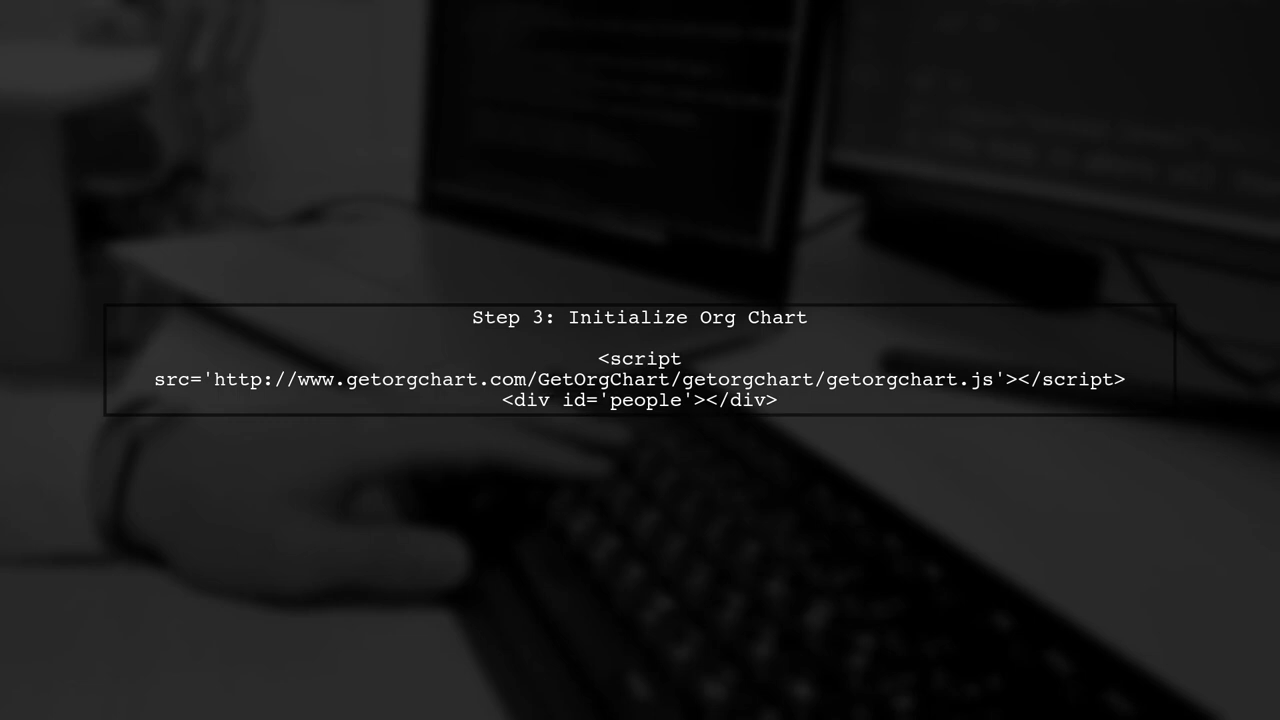 Step 3: Initialize Org Chart
<script
src='http://www.getorgchart.com/GetOrgChart/getorgchart/getorgchart.js'></script>
<div id='people'></div>